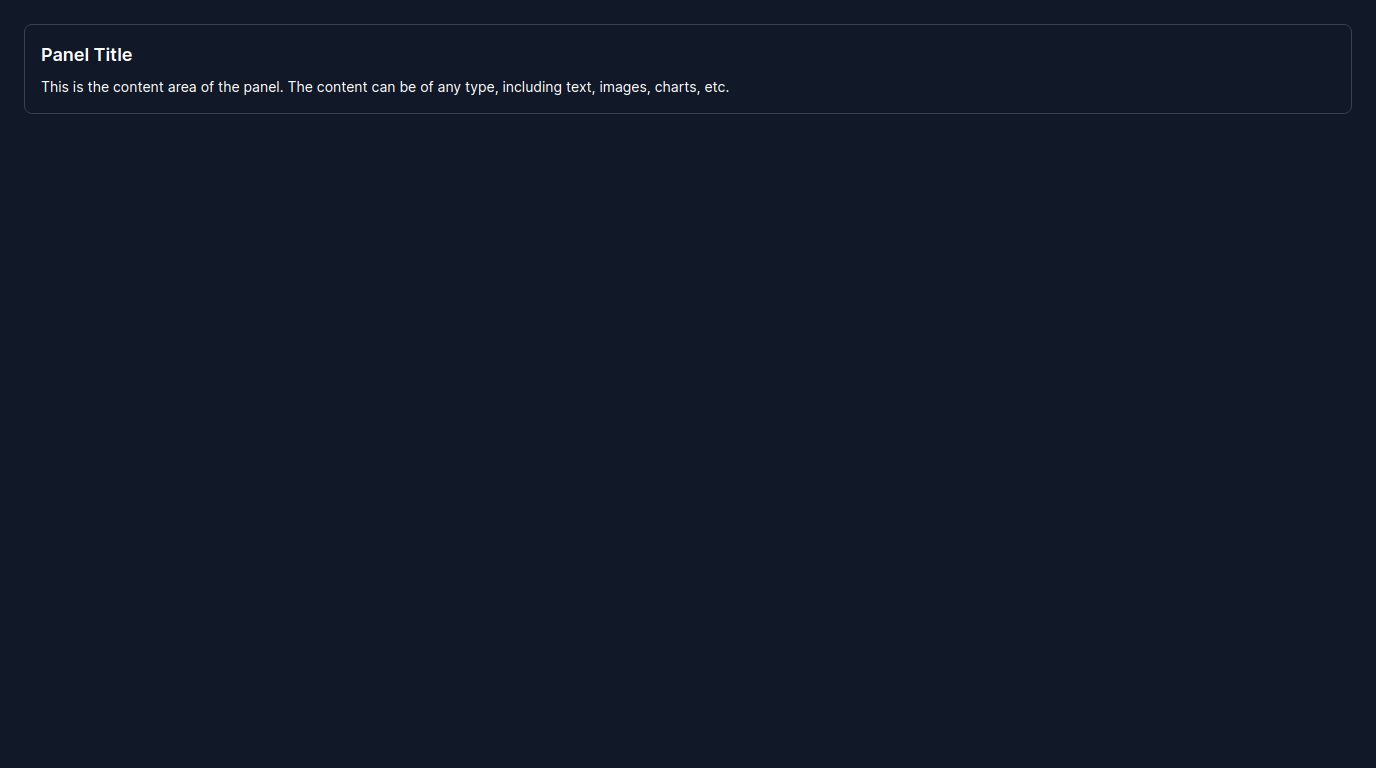 Panel Title
This is the content area of the panel. The content can be of any type, including text, images, charts, etc.